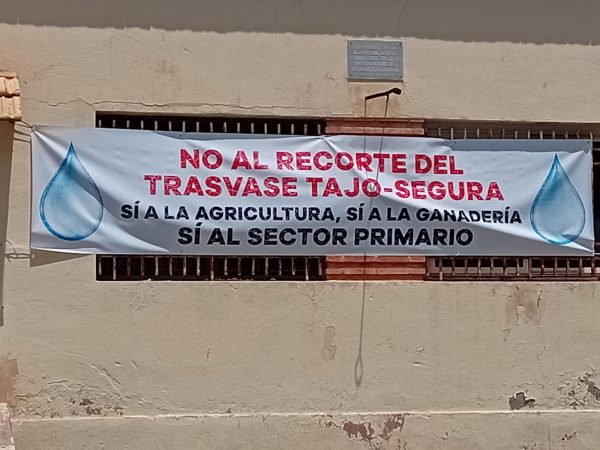 NO AL RECORTE DEL
TRASVASE TAJO-SEGURA
SÍ A LA AGRICULTURA, SÍ A LA GANADERÍA
SÍ AL SECTOR PRIMARIO